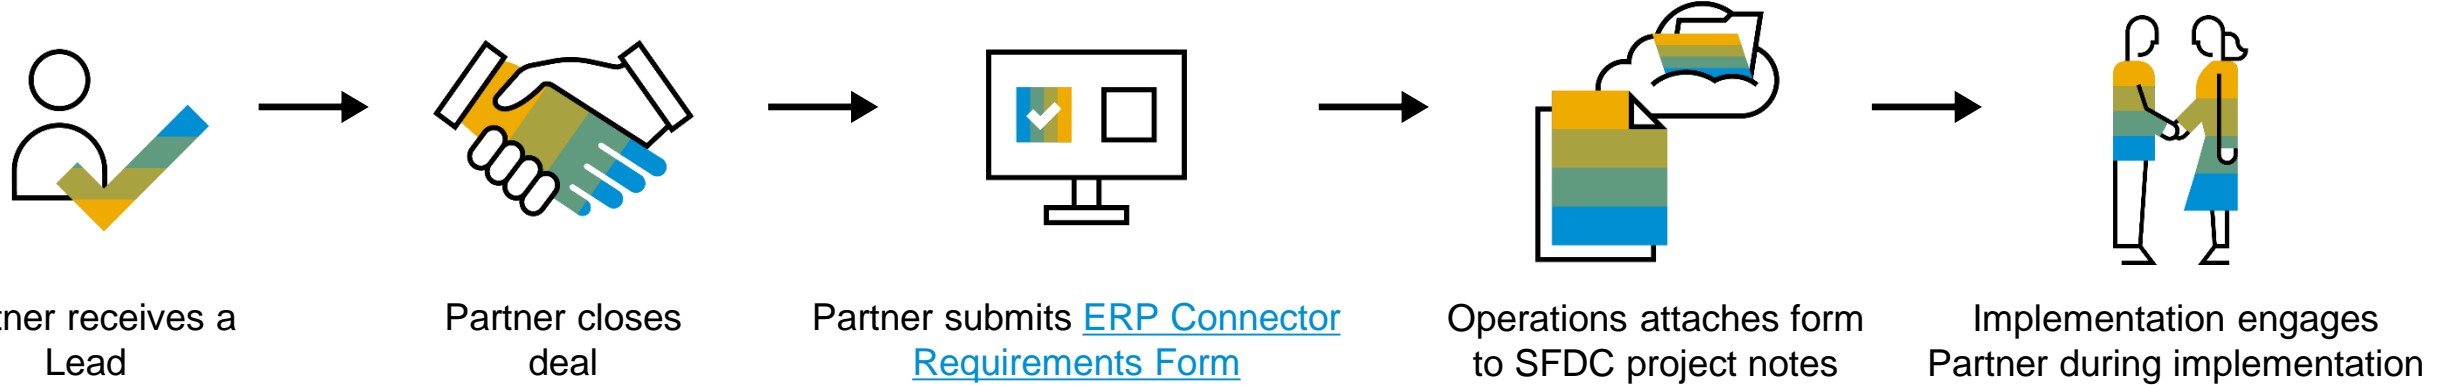 tner receives a
Lead
Partner closes
deal
Partner submits ERP Connector
Requirements Form
Operations attaches form
to SFDC project notes
Implementation engages
Partner during implementation